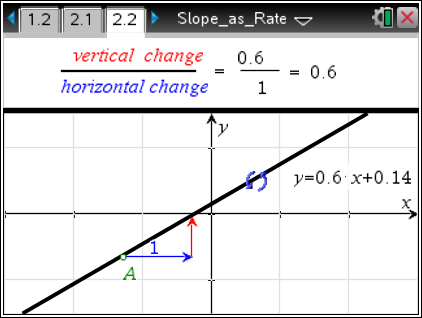 1.2 2.1 2.2 Slope_as_Rate
vertical change
horizontal change
= 0.6 / 1 = 0.6
y
y=0.6·x+0.14
x
1
A